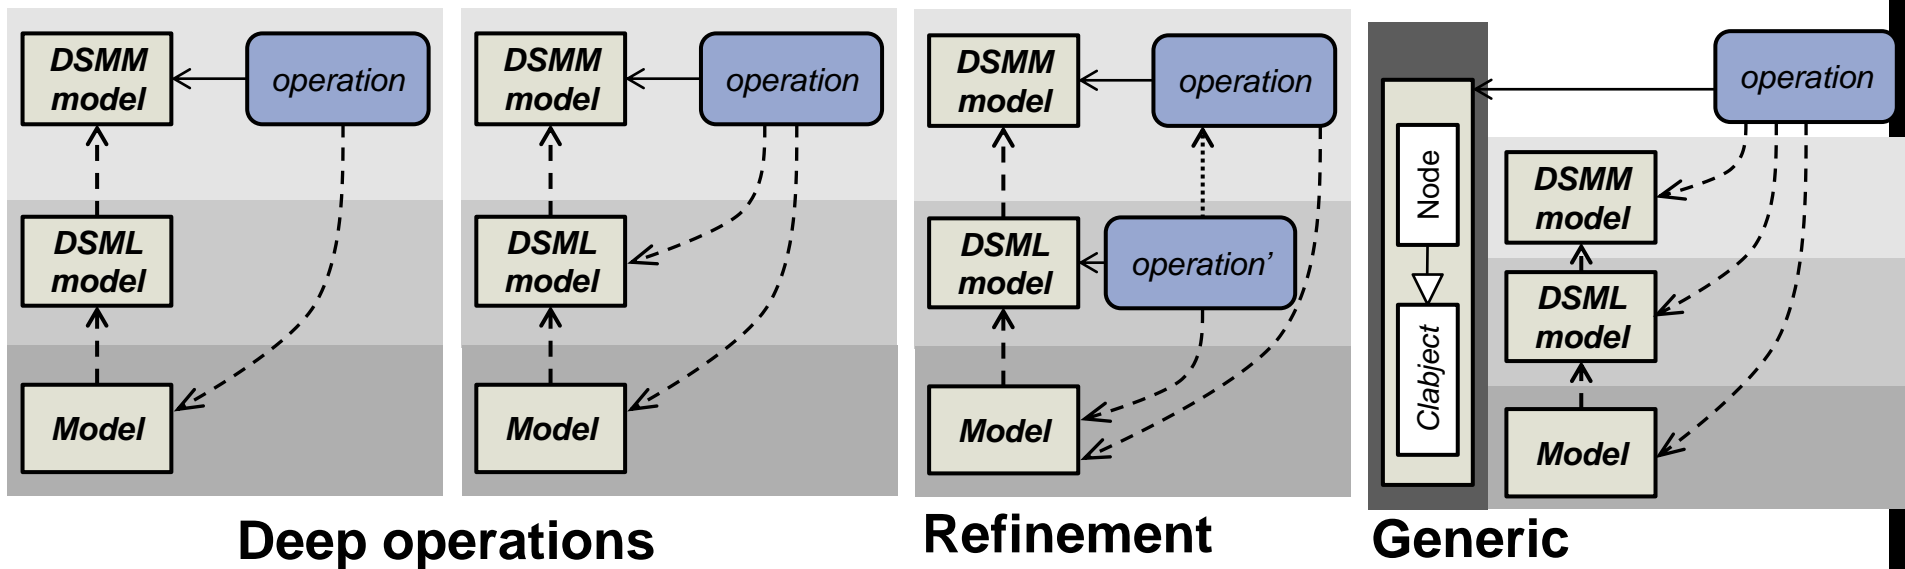 DSMM
model
operation
DSML
model
Model
DSMM
model
operation
DSML
model
Model
Deep operations
DSMM
model
operation
DSML
model
operation’
Model
Refinement
operation
Node
Clabject
DSMM
model
DSML
model
Model
Generic